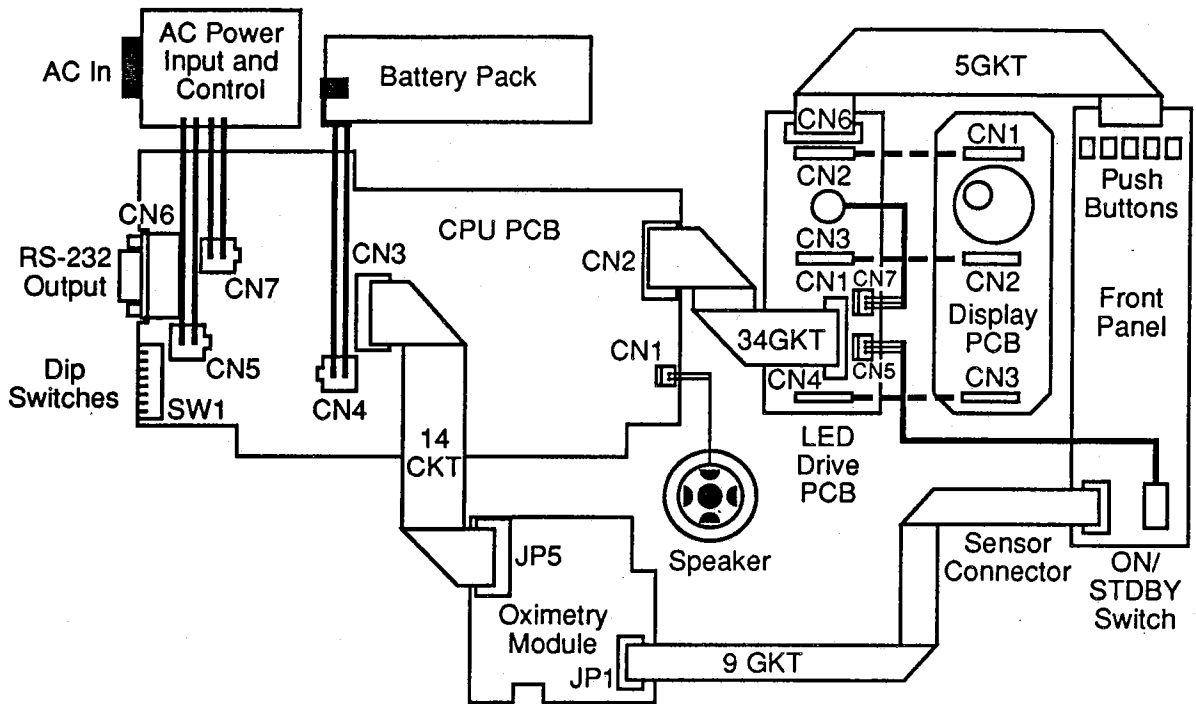 AC In
AC Power
Input and
Control
Battery Pack
5GKT
CN6
CN2
CN3
CN1
CN7
34GKT
CN5
CN4
LED
Drive
PCB
CN1
CN2
Display
PCB
CN3
Push
Buttons
Front
Panel
CN6
RS-232
Output
CN7
CN5
Dip
Switches
SW1
CN3
CN4
CPU PCB
CN2
CN1
14
CKT
Speaker
JP5
Oximetry
Module
JP1
9 GKT
Sensor
Connector
ON/
STDBY
Switch